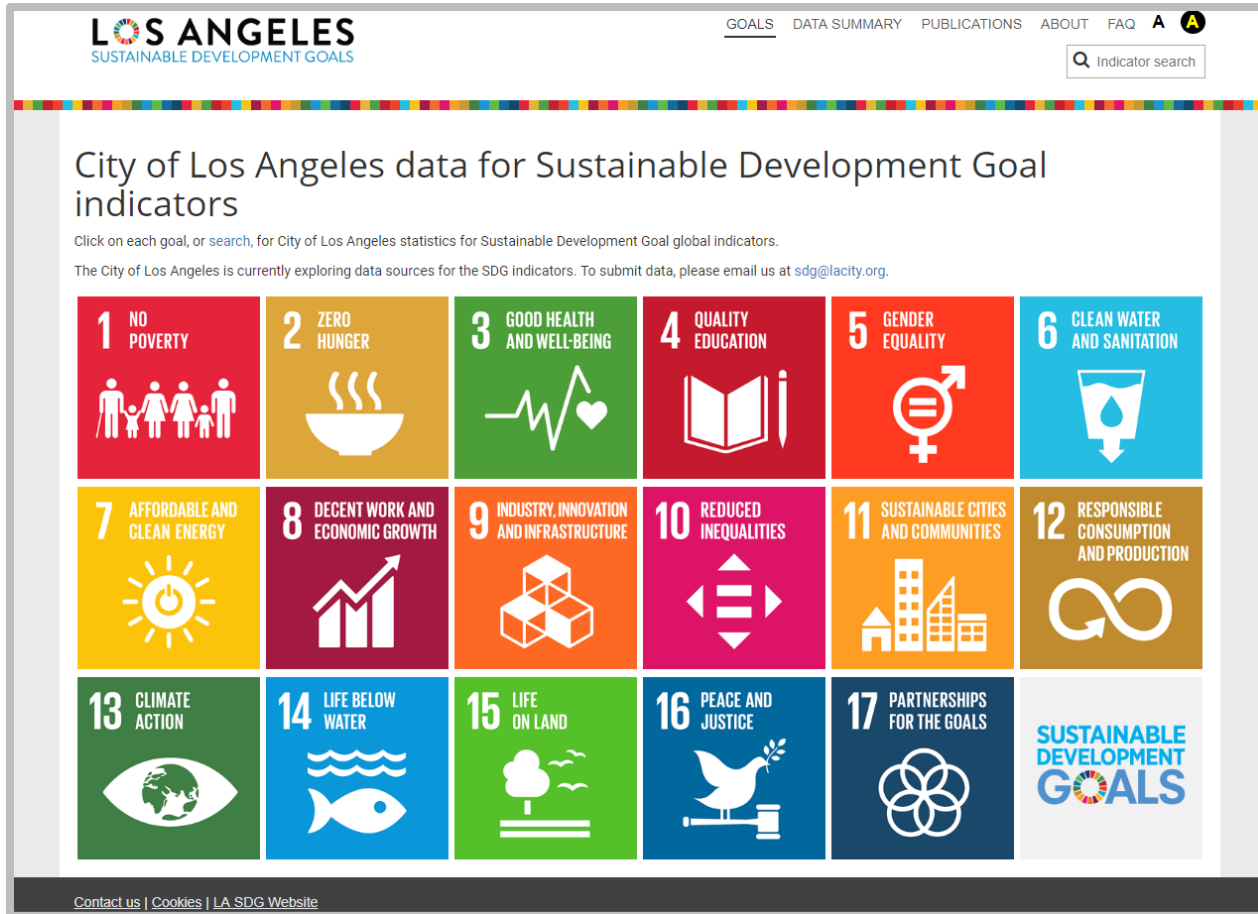 LOS ANGELES
SUSTAINABLE DEVELOPMENT GOALS
GOALS DATA SUMMARY PUBLICATIONS ABOUT FAQ A A
Indicator search
City of Los Angeles data for Sustainable Development Goal
indicators
Click on each goal, or search, for City of Los Angeles statistics for Sustainable Development Goal global indicators.
The City of Los Angeles is currently exploring data sources for the SDG indicators. To submit data, please email us at sdg@lacity.org.
1 NO
POVERTY
2 ZERO
HUNGER
3 GOOD HEALTH
AND WELL-BEING
4 QUALITY
EDUCATION
5 GENDER
EQUALITY
6 CLEAN WATER
AND SANITATION
7 AFFORDABLE AND
CLEAN ENERGY
8 DECENT WORK AND
ECONOMIC GROWTH
9 INDUSTRY, INNOVATION
AND INFRASTRUCTURE
10 REDUCED
INEQUALITIES
11 SUSTAINABLE CITIES
AND COMMUNITIES
12 RESPONSIBLE
CONSUMPTION
AND PRODUCTION
13 CLIMATE
ACTION
14 LIFE BELOW
WATER
15 LIFE
ON LAND
16 PEACE AND
JUSTICE
17 PARTNERSHIPS
FOR THE GOALS
SUSTAINABLE
DEVELOPMENT
GOALS
Contact us | Cookies | LA SDG Website